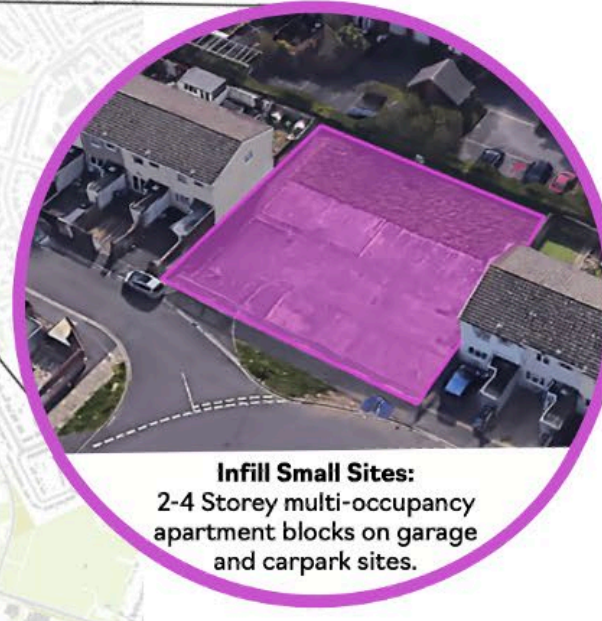 Infill Small Sites:
2-4 Storey multi-occupancy
apartment blocks on garage
and carpark sites.